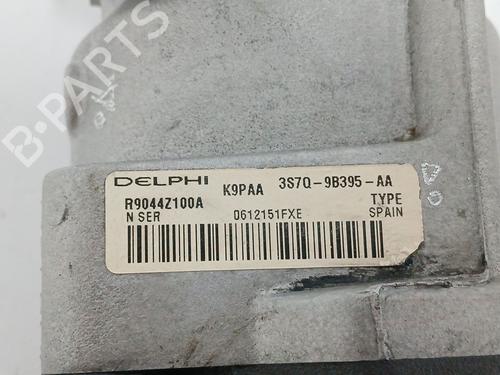 B-PARTS
DELPHI K9PAA 3S7Q-9B395-AA
R9044Z100A TYPE
N SER 0612151FXE SPAIN